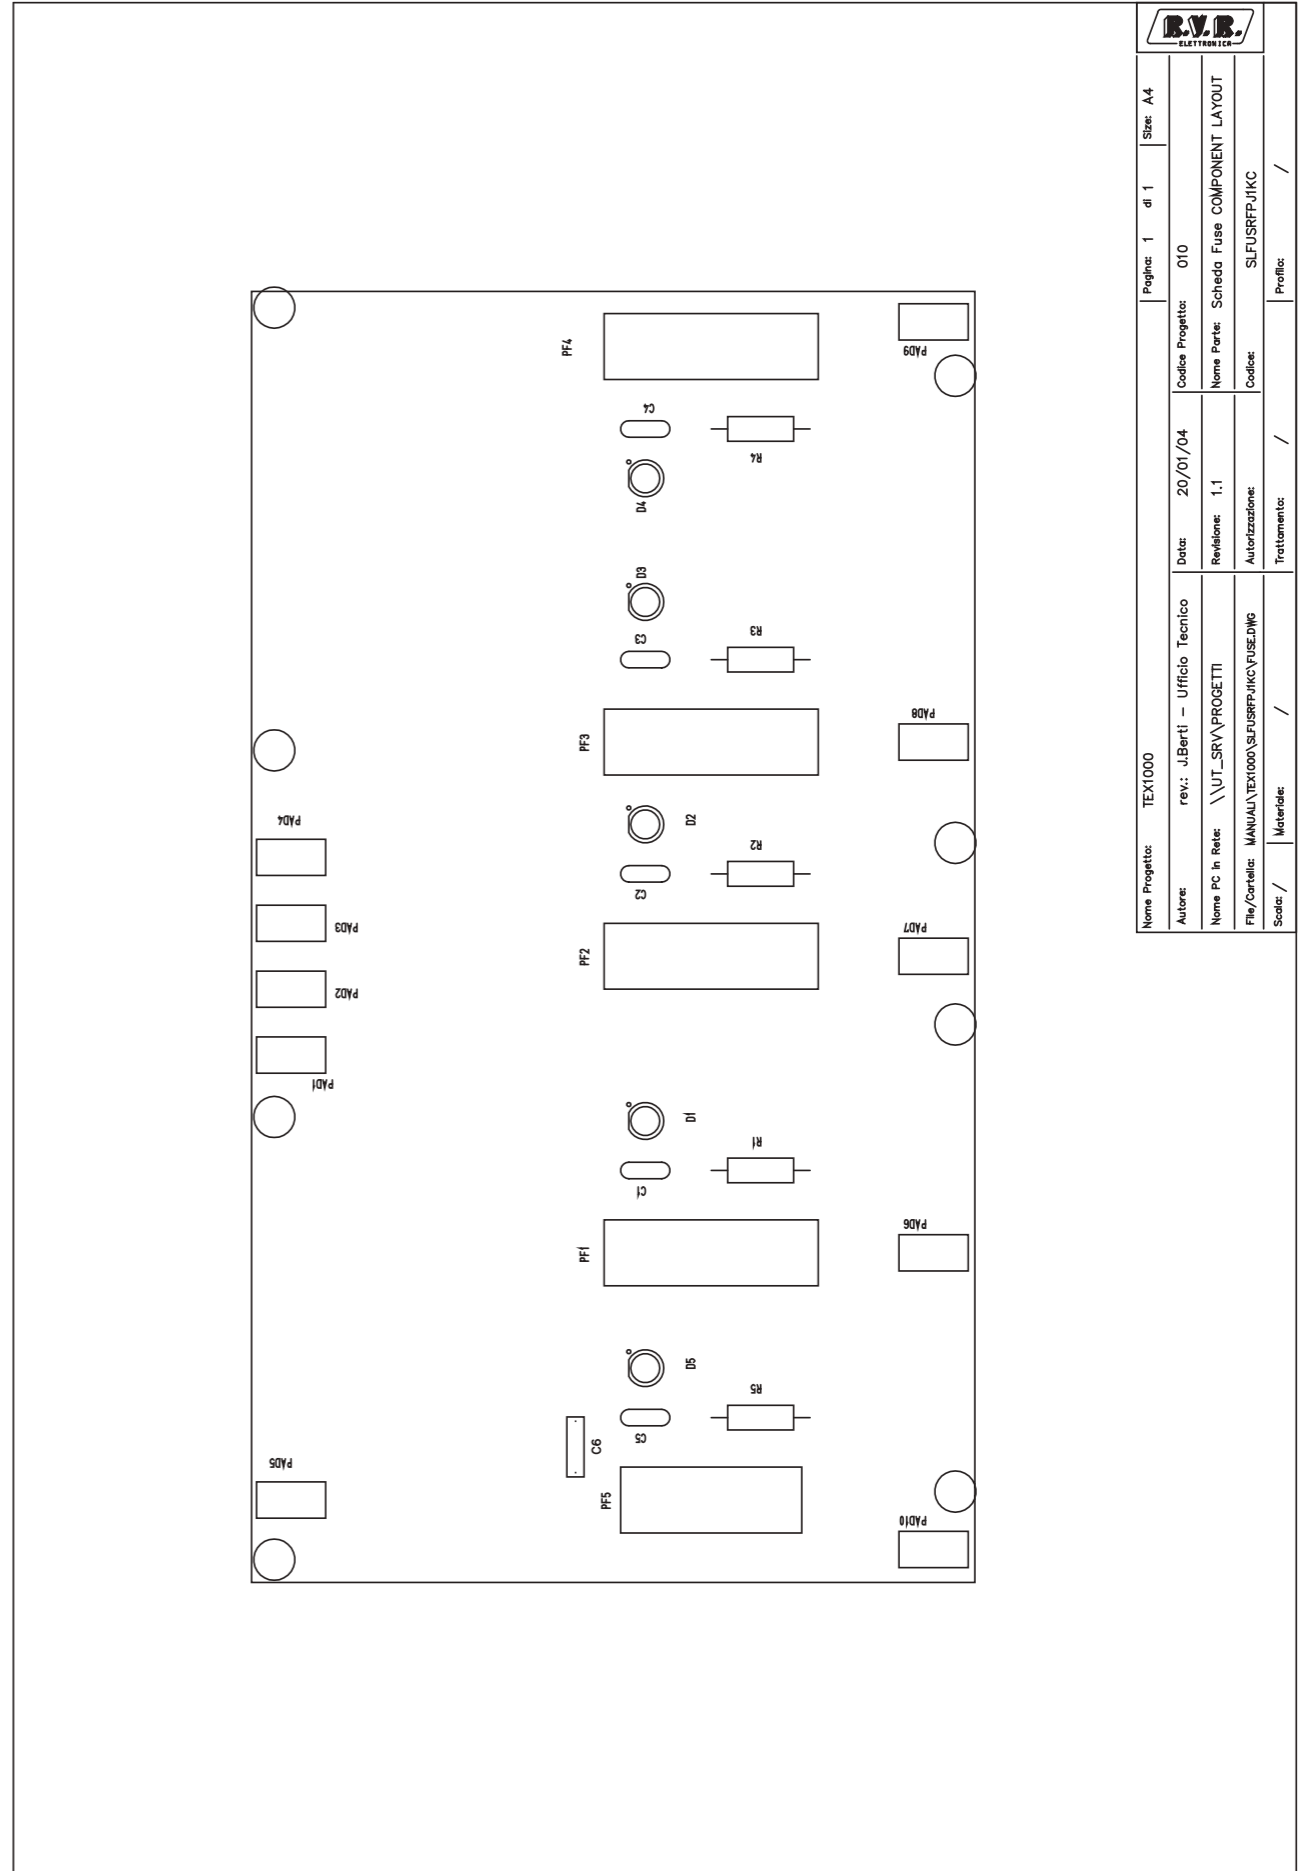 R.V.R.
ELETTRONICA
Nome Progetto: TEX1000
Pagina: 1 di 1
Size: A4
Autore: rev.: J.Berti – Ufficio Tecnico
Data: 20/01/04
Codice Progetto: 010
Nome PC in Rete: \\UT_SRV\PROGETTI
Revisione: 1.1
Nome Parte: Scheda Fuse COMPONENT LAYOUT
File/Cartella: MANUALI\TEX1000\SLFUSRFPJ1KC\FUSE.DWG
Autorizzazione:
Codice: SLFUSRFPJ1KC
Scala: /
Materiale: /
Trattamento: /
Profilo: /
PF4
PAD9
C4
R4
D4
D3
C3
R3
PF3
PAD8
PAD4
D2
R2
C2
PAD3
PF2
PAD7
PAD2
PAD1
D1
R1
C1
PF1
PAD6
D5
R5
C5
C6
PAD5
PF5
PAD10